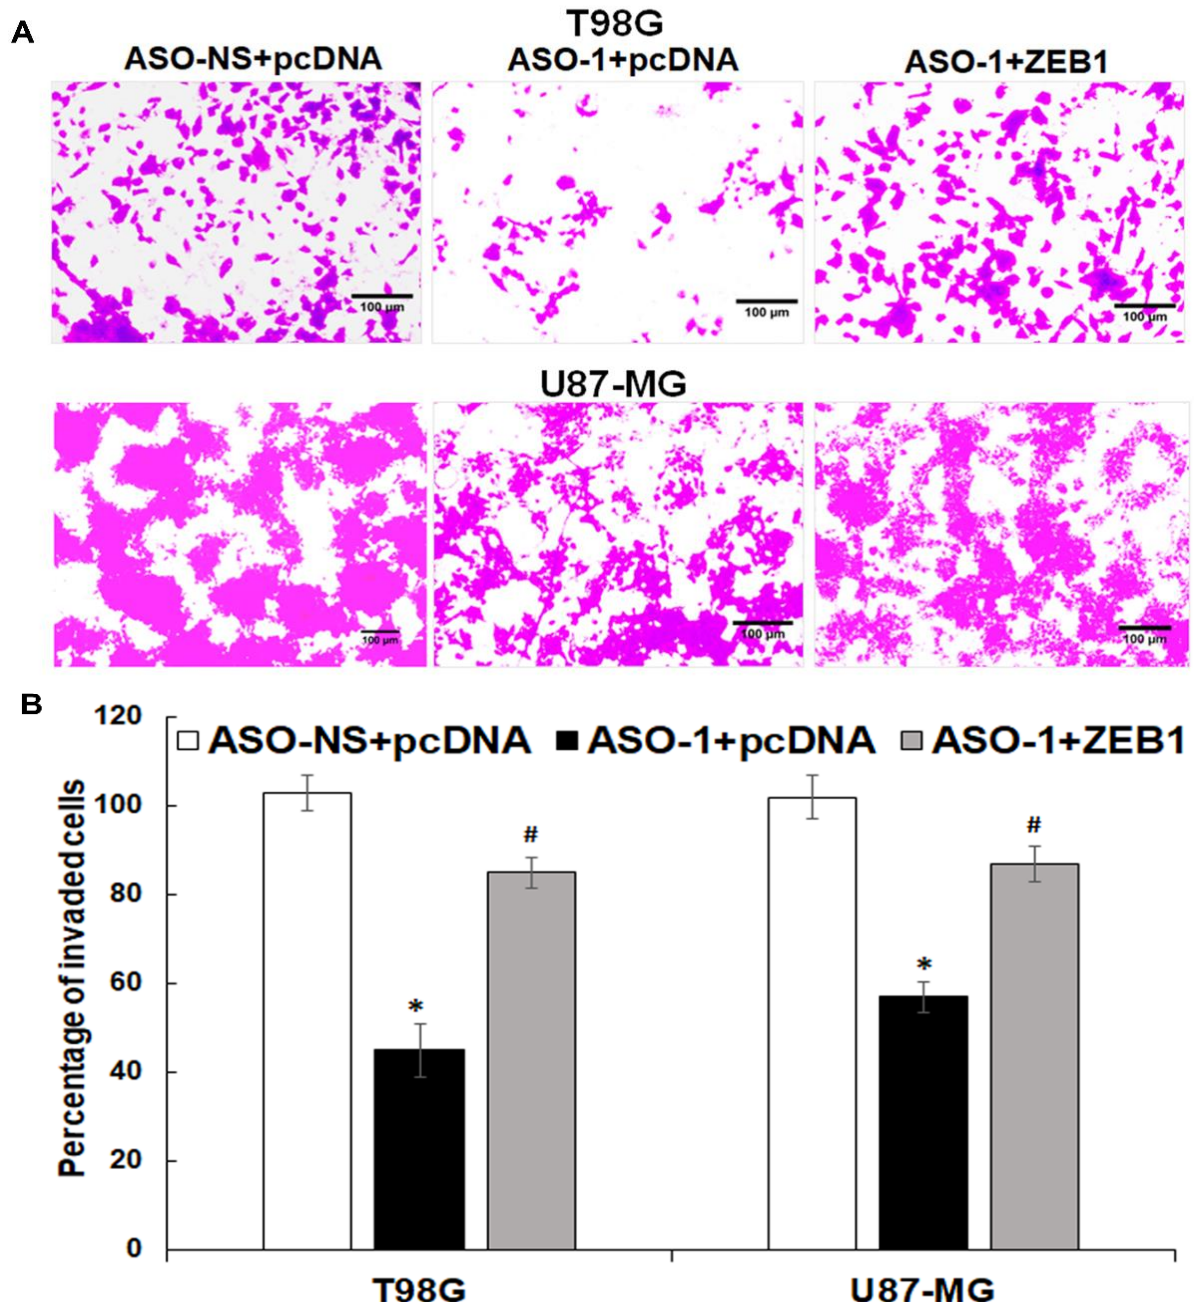 A
T98G
ASO-NS+pcDNA
ASO-1+pcDNA
ASO-1+ZEB1
100 µm
100 µm
100 µm
U87-MG
100 µm
100 µm
100 µm
B
ASO-NS+pcDNA
ASO-1+pcDNA
ASO-1+ZEB1
Percentage of invaded cells
120
100
80
60
40
20
0
*
#
*
#
T98G
U87-MG